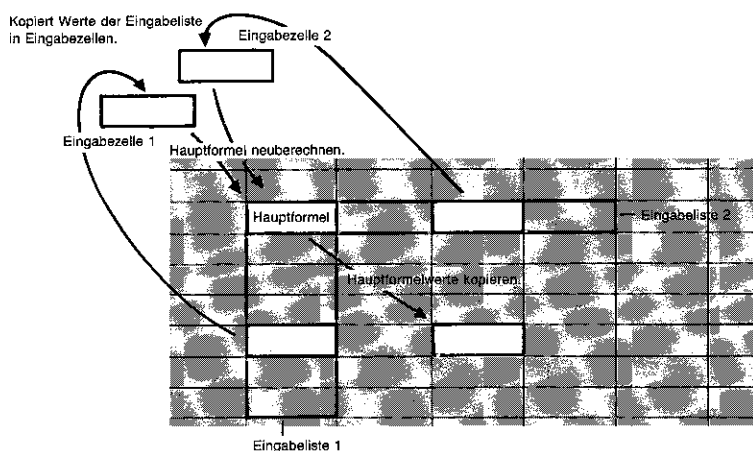 Kopiert Werte der Eingabeliste
in Eingabezellen.
Eingabezelle 2
Eingabezelle 1
Hauptformel neuberechnen.
Hauptformel
Eingabeliste 2
Hauptformelwerte kopieren.
Eingabeliste 1